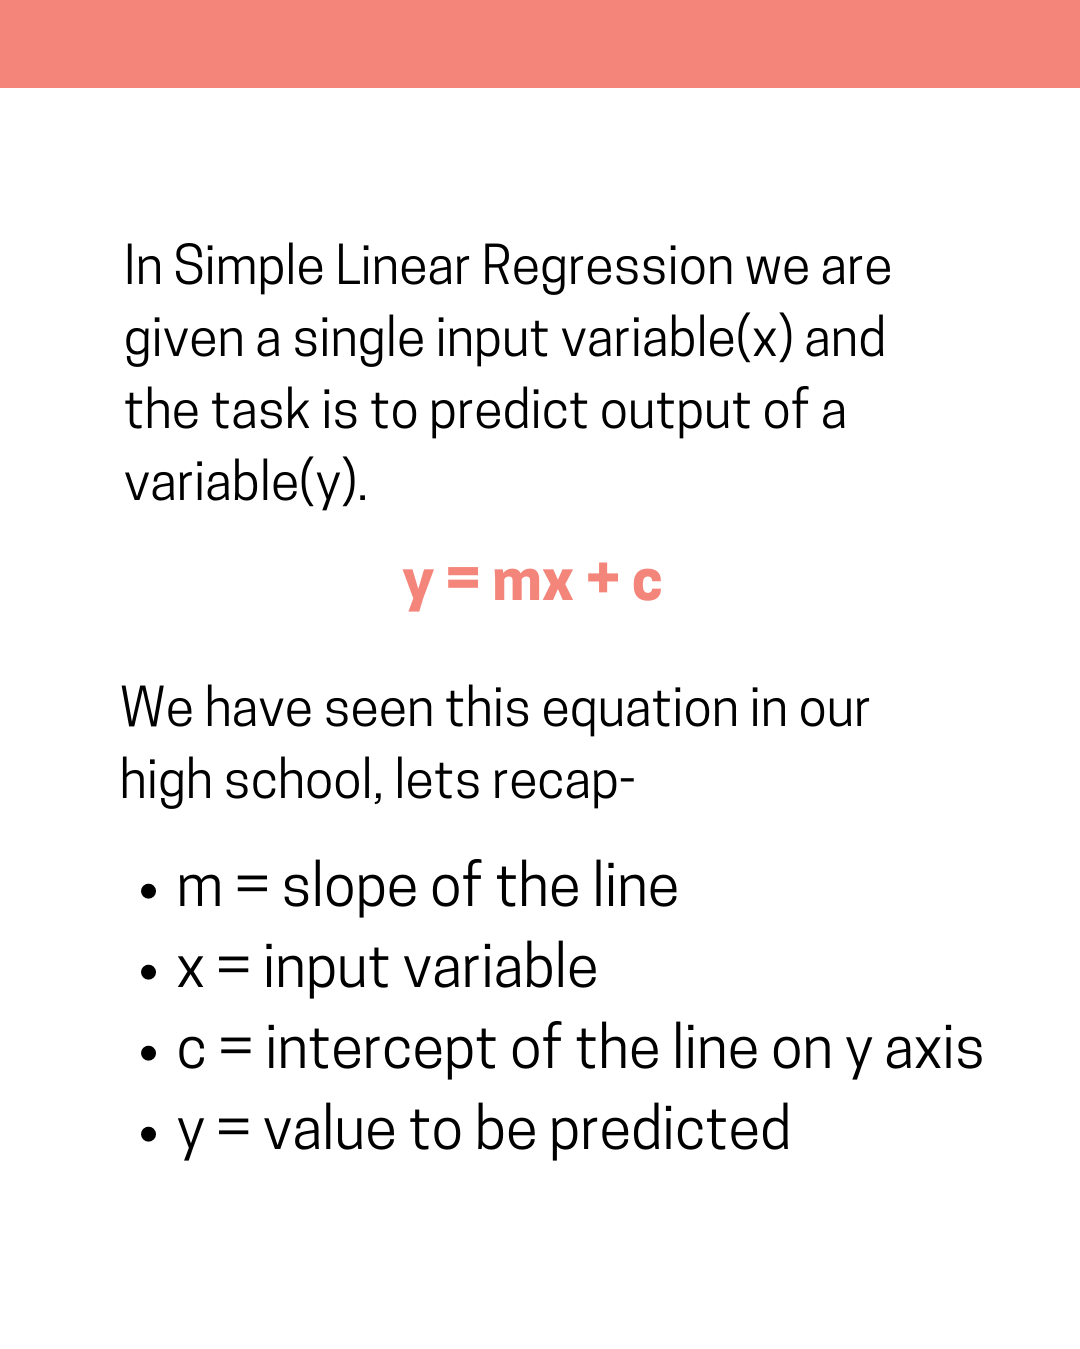 In Simple Linear Regression we are
given a single input variable(x) and
the task is to predict output of a
variable(y).
y = mx + c
We have seen this equation in our
high school, lets recap-
• m = slope of the line
• x = input variable
• c = intercept of the line on y axis
• y = value to be predicted